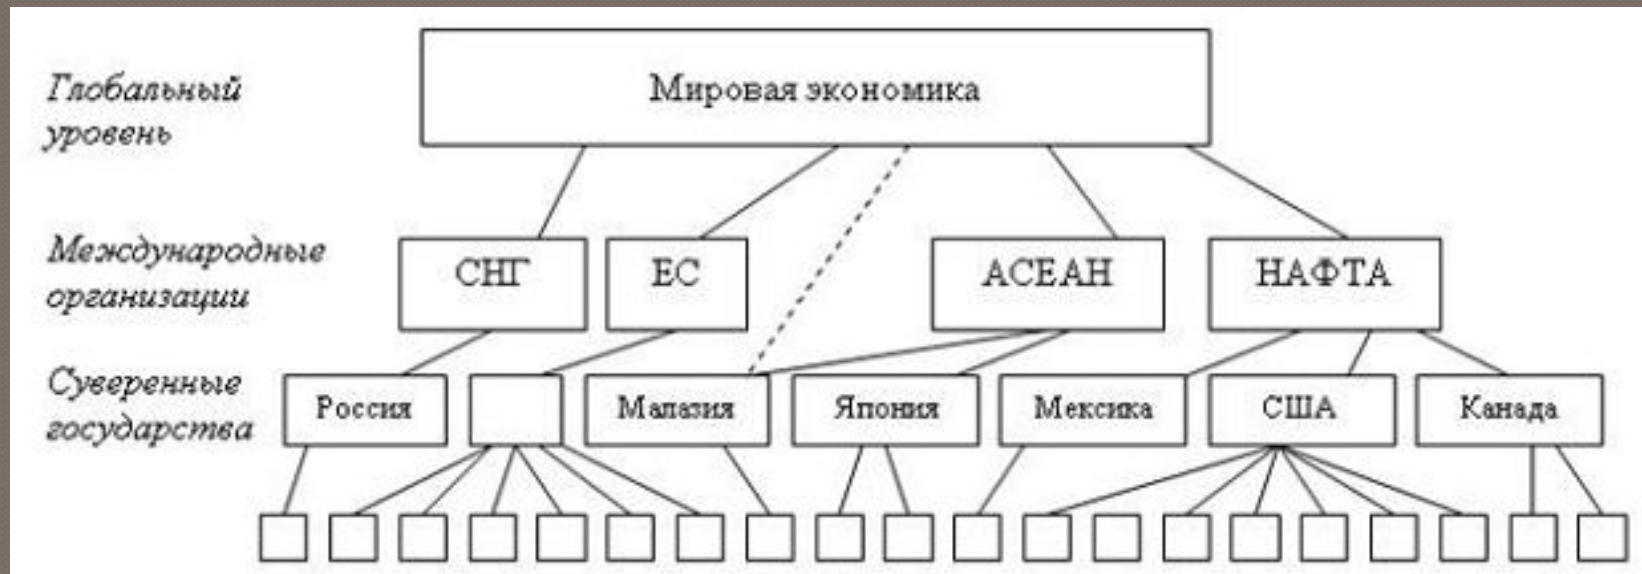 Глобальный
уровень
Мировая экономика
Международные
организации
СНГ
ЕС
АСЕАН
НАФТА
Суверенные
государства
Россия
Малазия
Япония
Мексика
США
Канада